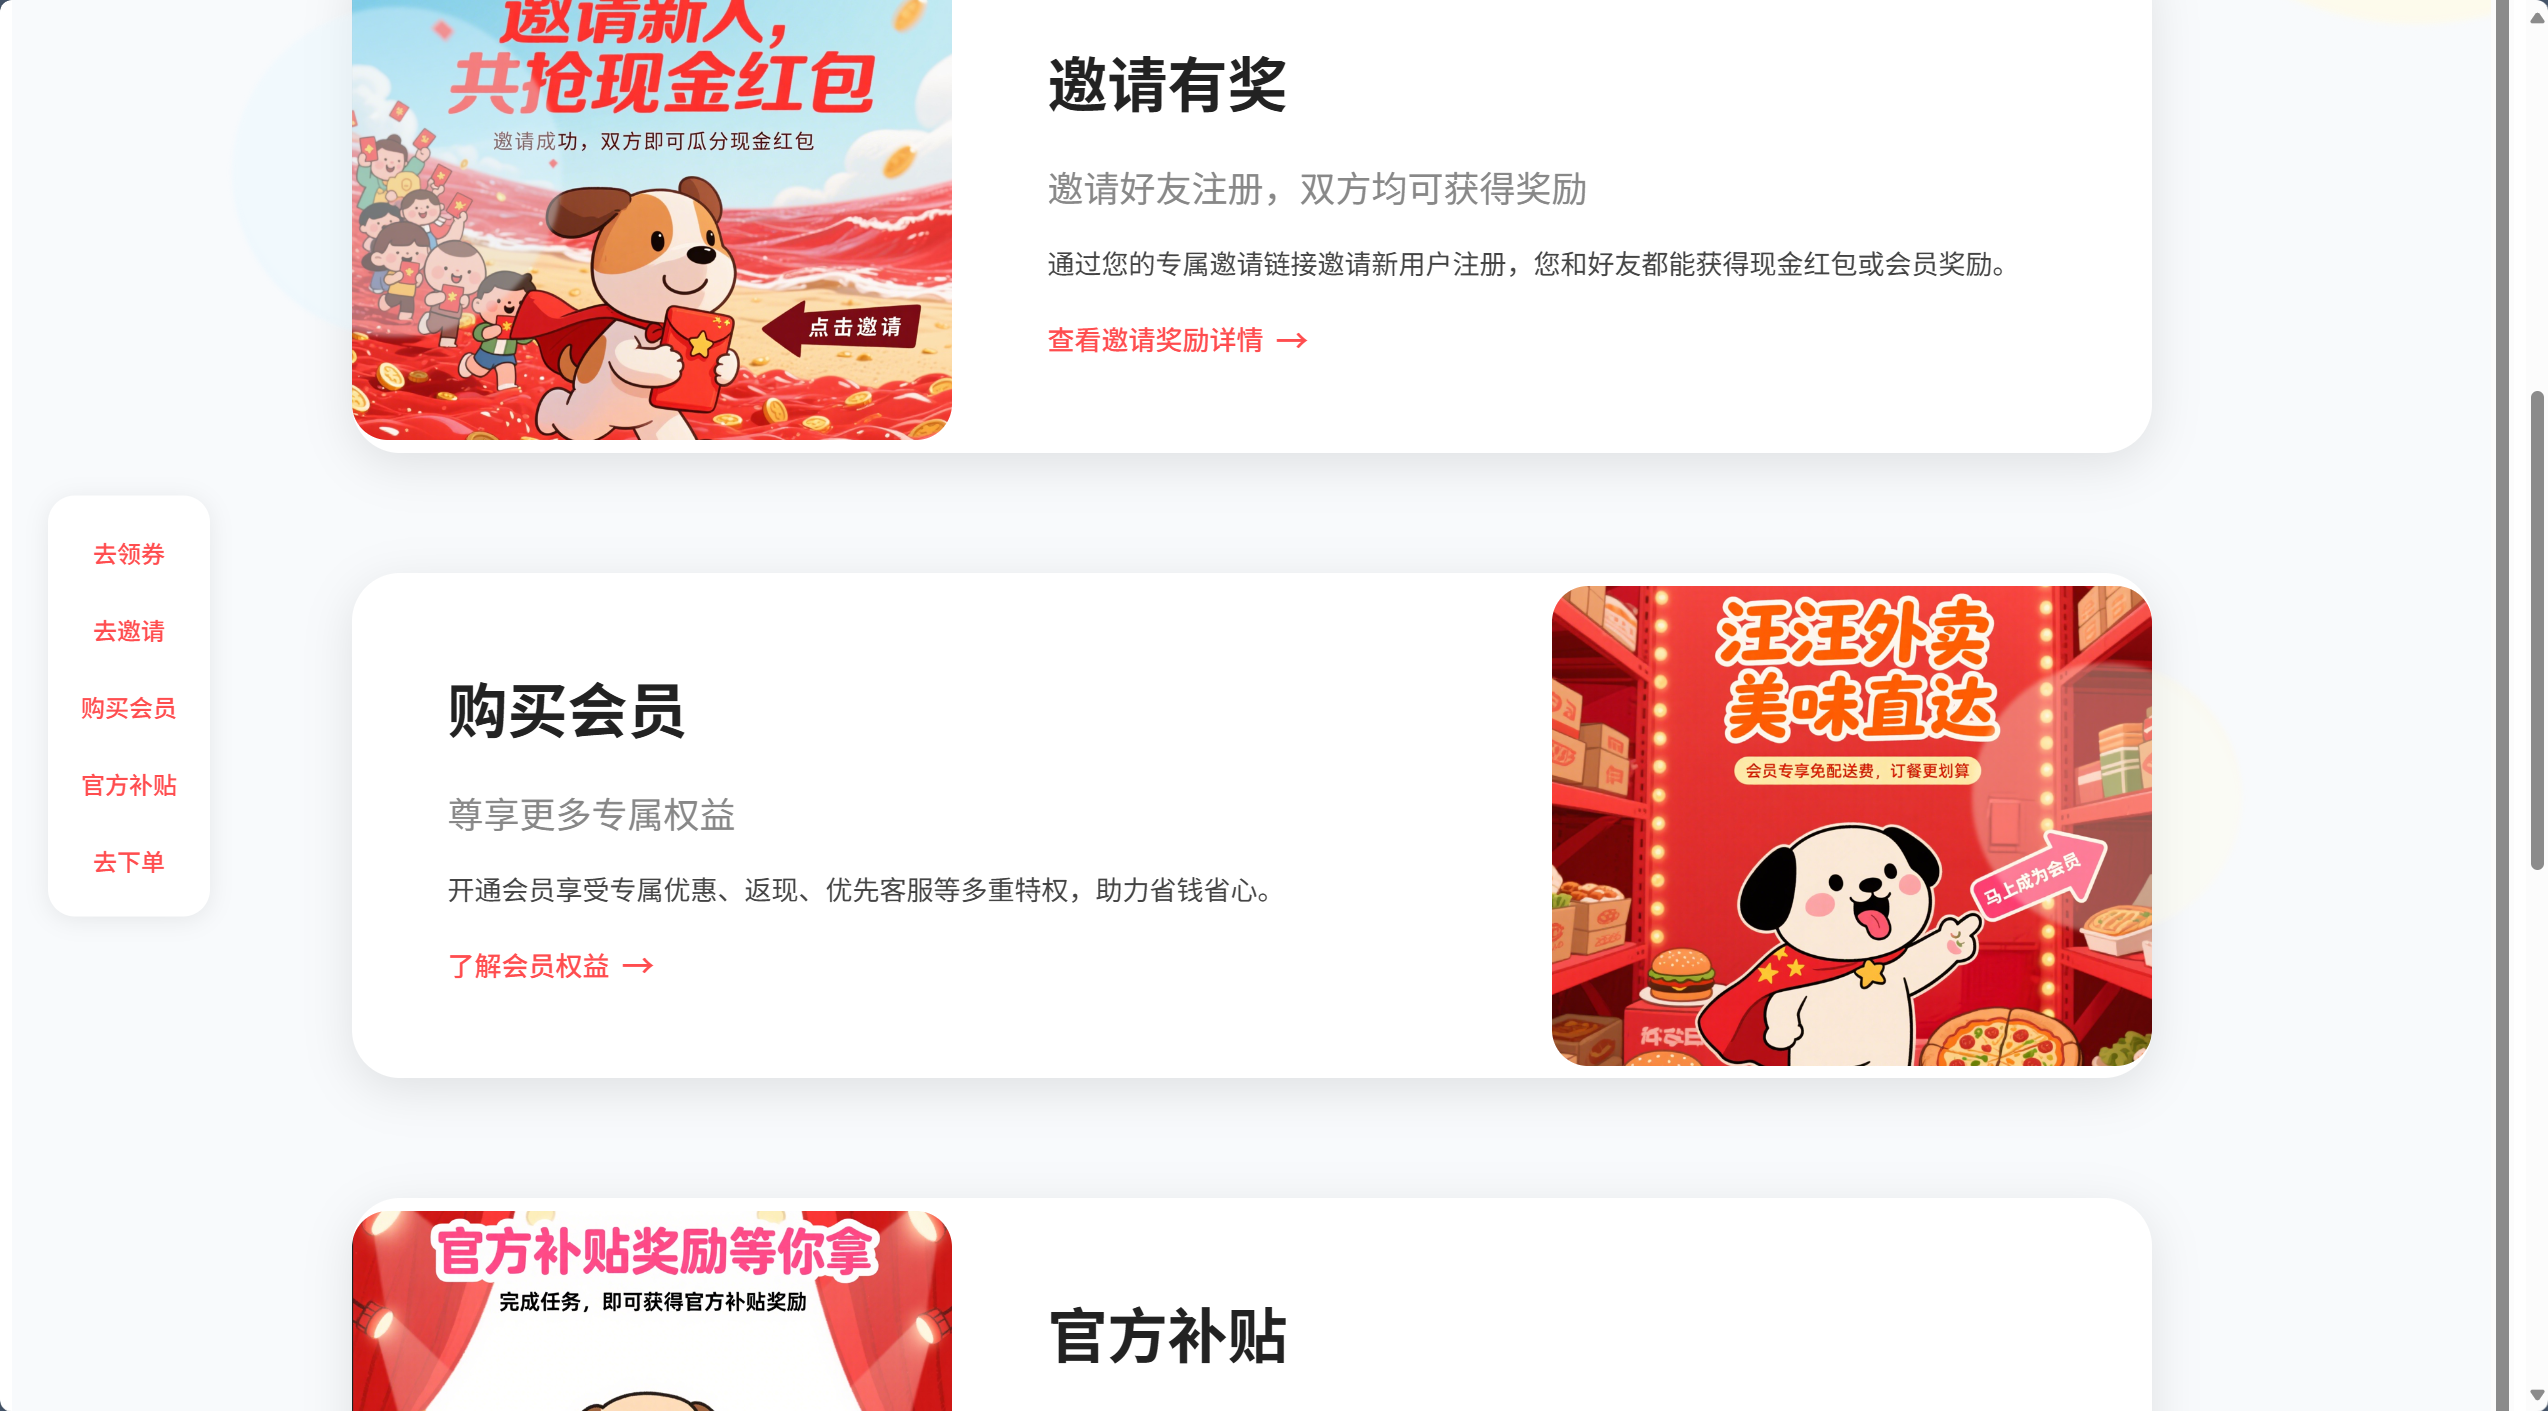 邀请新人，
共抢现金红包
邀请成功，双方即可瓜分现金红包
点击邀请
邀请有奖
邀请好友注册，双方均可获得奖励
通过您的专属邀请链接邀请新用户注册，您和好友都能获得现金红包或会员奖励。
查看邀请奖励详情 →
去领券
去邀请
购买会员
官方补贴
去下单
购买会员
尊享更多专属权益
开通会员享受专属优惠、返现、优先客服等多重特权，助力省钱省心。
了解会员权益 →
汪汪外卖
美味直达
会员专享免配送费，订餐更划算
马上成为会员
官方补贴奖励等你拿
完成任务，即可获得官方补贴奖励
官方补贴